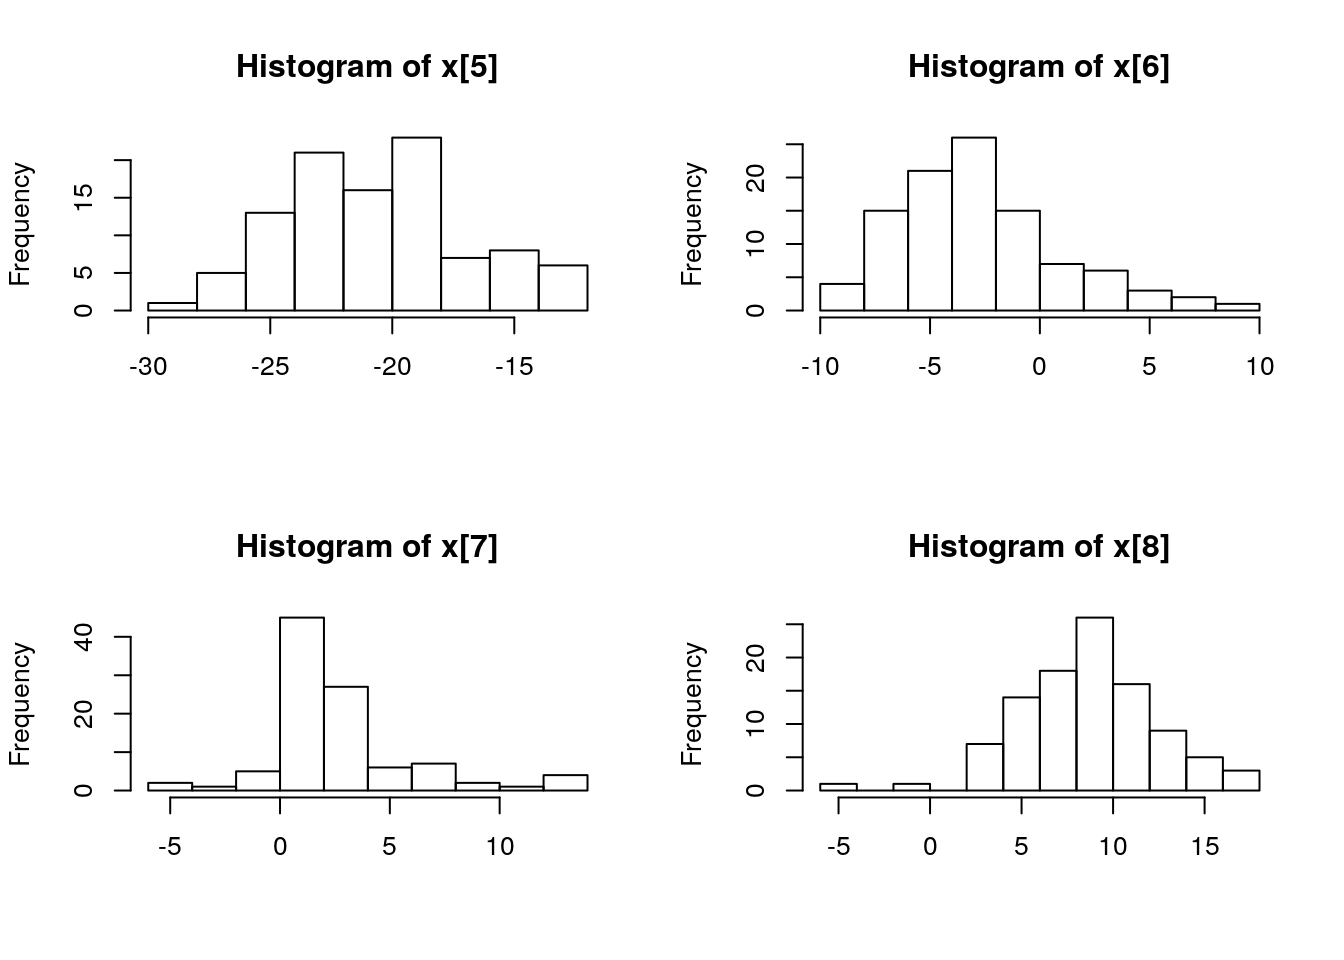 Histogram of x[5]
Frequency
0 5 15
-30 -25 -20 -15
Histogram of x[6]
Frequency
0 10 20
-10 -5 0 5 10
Histogram of x[7]
Frequency
0 20 40
-5 0 5 10
Histogram of x[8]
Frequency
0 10 20
-5 0 5 10 15